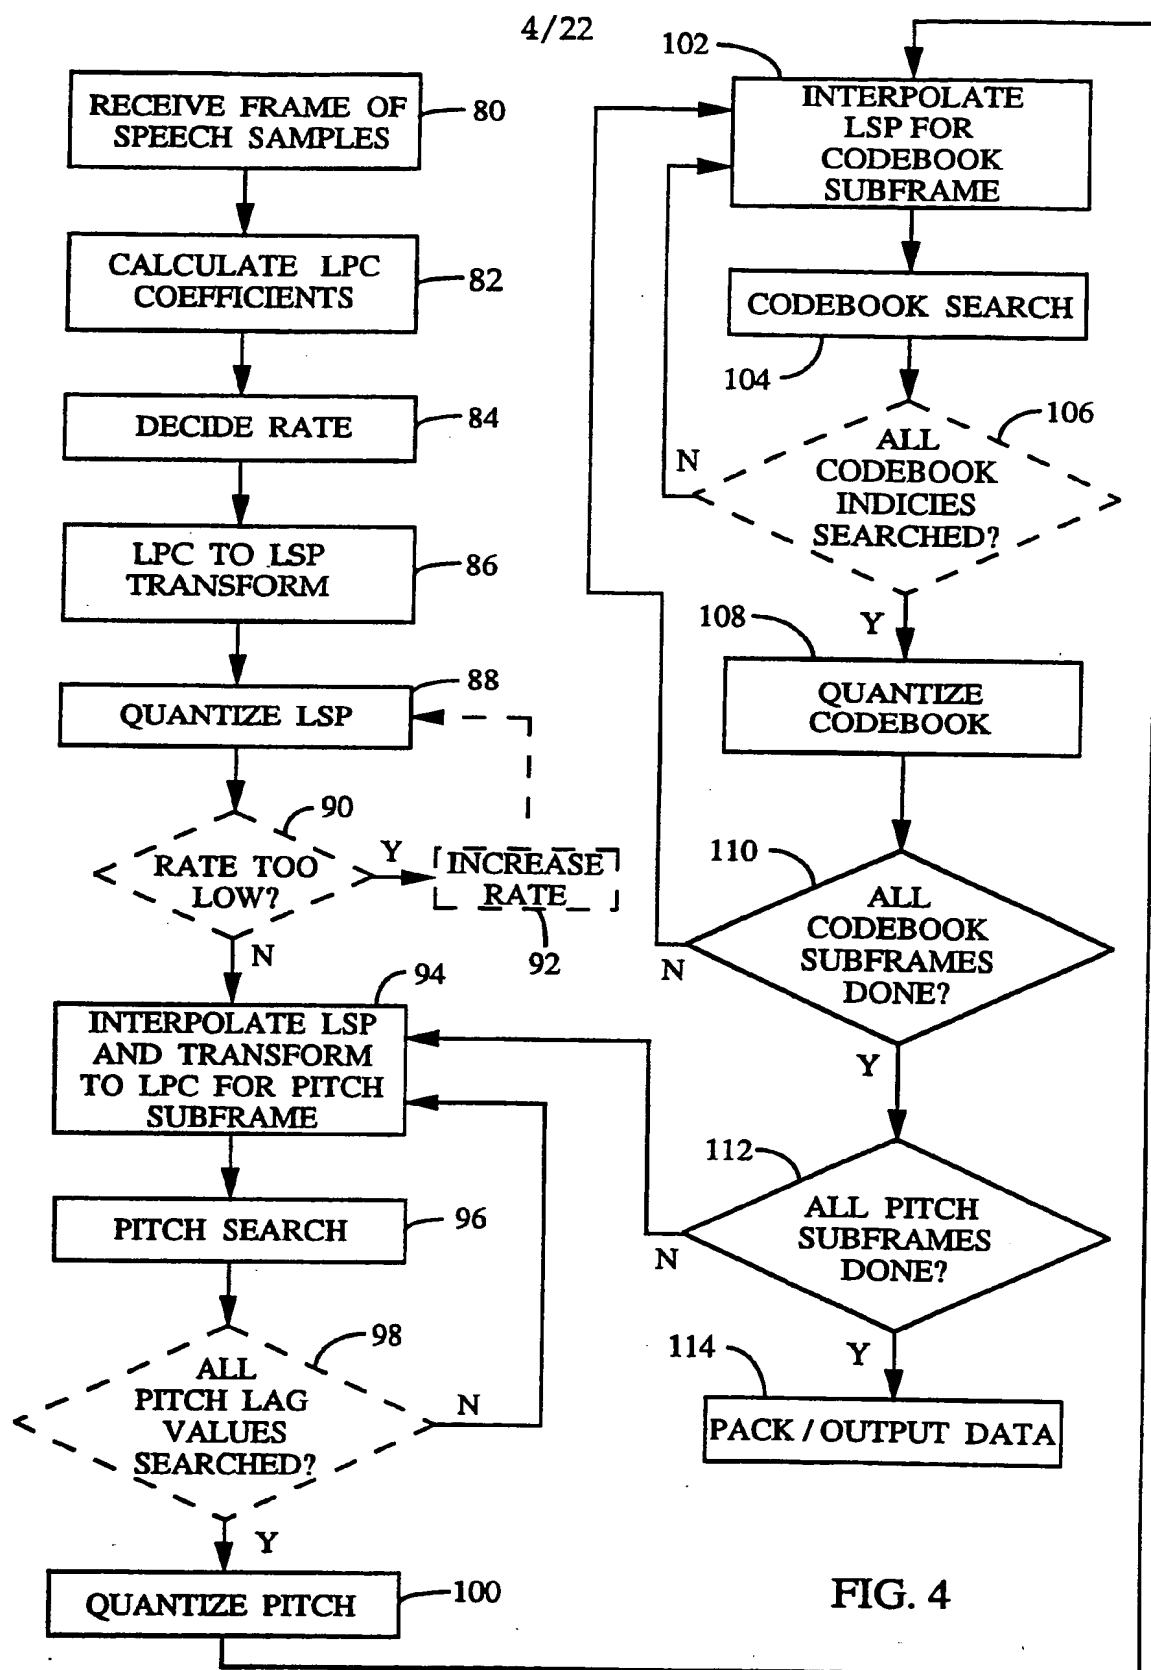 4/22
RECEIVE FRAME OF
SPEECH SAMPLES
80
CALCULATE LPC
COEFFICIENTS
82
DECIDE RATE
84
LPC TO LSP
TRANSFORM
86
QUANTIZE LSP
88
RATE TOO
LOW?
90
Y
N
INCREASE
RATE
92
INTERPOLATE LSP
AND TRANSFORM
TO LPC FOR PITCH
SUBFRAME
94
PITCH SEARCH
96
ALL
PITCH LAG
VALUES
SEARCHED?
98
N
Y
QUANTIZE PITCH
100
102
INTERPOLATE
LSP FOR
CODEBOOK
SUBFRAME
CODEBOOK SEARCH
104
106
ALL
CODEBOOK
INDICIES
SEARCHED?
N
Y
108
QUANTIZE
CODEBOOK
110
ALL
CODEBOOK
SUBFRAMES
DONE?
N
Y
112
ALL PITCH
SUBFRAMES
DONE?
N
Y
114
PACK / OUTPUT DATA
FIG. 4